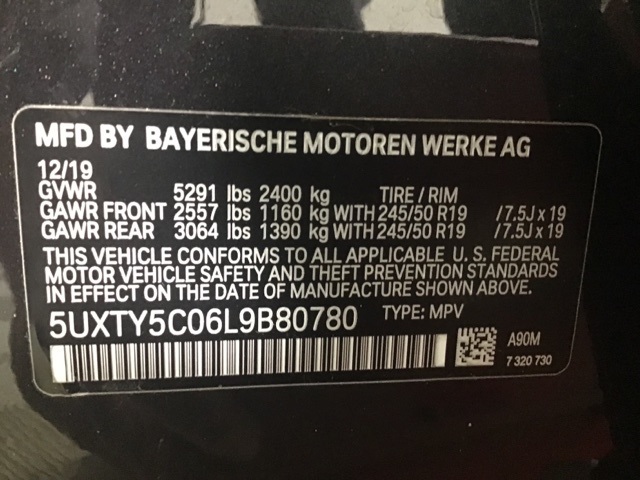 MFD BY BAYERISCHE MOTOREN WERKE AG
12/19
GVWR 5291 lbs 2400 kg TIRE / RIM
GAWR FRONT 2557 lbs 1160 kg WITH 245/50 R19 / 7.5J x 19
GAWR REAR 3064 lbs 1390 kg WITH 245/50 R19 / 7.5J x 19
THIS VEHICLE CONFORMS TO ALL APPLICABLE U. S. FEDERAL
MOTOR VEHICLE SAFETY AND THEFT PREVENTION STANDARDS
IN EFFECT ON THE DATE OF MANUFACTURE SHOWN ABOVE.
5UXTY5C06L9B80780 TYPE: MPV
A90M
7 320 730